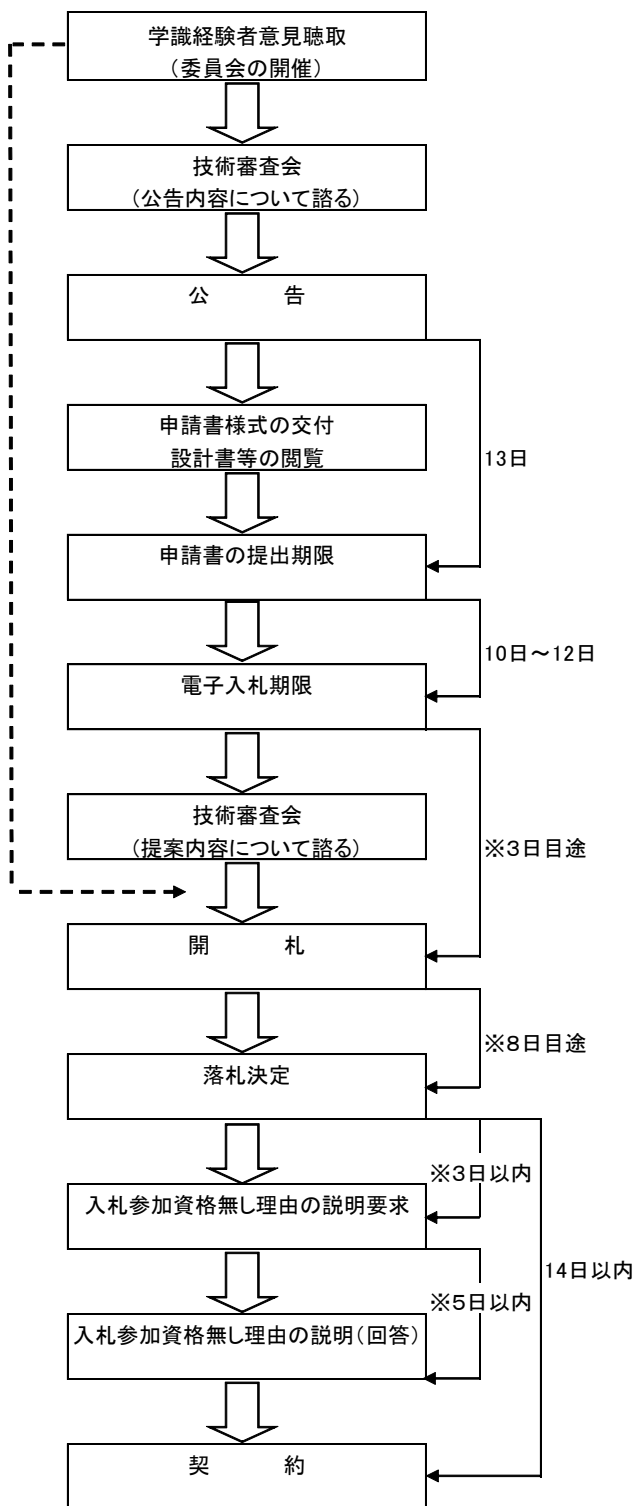 学識経験者意見聴取
（委員会の開催）
技術審査会
（公告内容について諮る）
公　　　告
申請書様式の交付
設計書等の閲覧
13日
申請書の提出期限
10日～12日
電子入札期限
技術審査会
（提案内容について諮る）
※3日目途
開　　　札
※8日目途
落札決定
※3日以内
入札参加資格無し理由の説明要求
14日以内
※5日以内
入札参加資格無し理由の説明（回答）
契　　　約